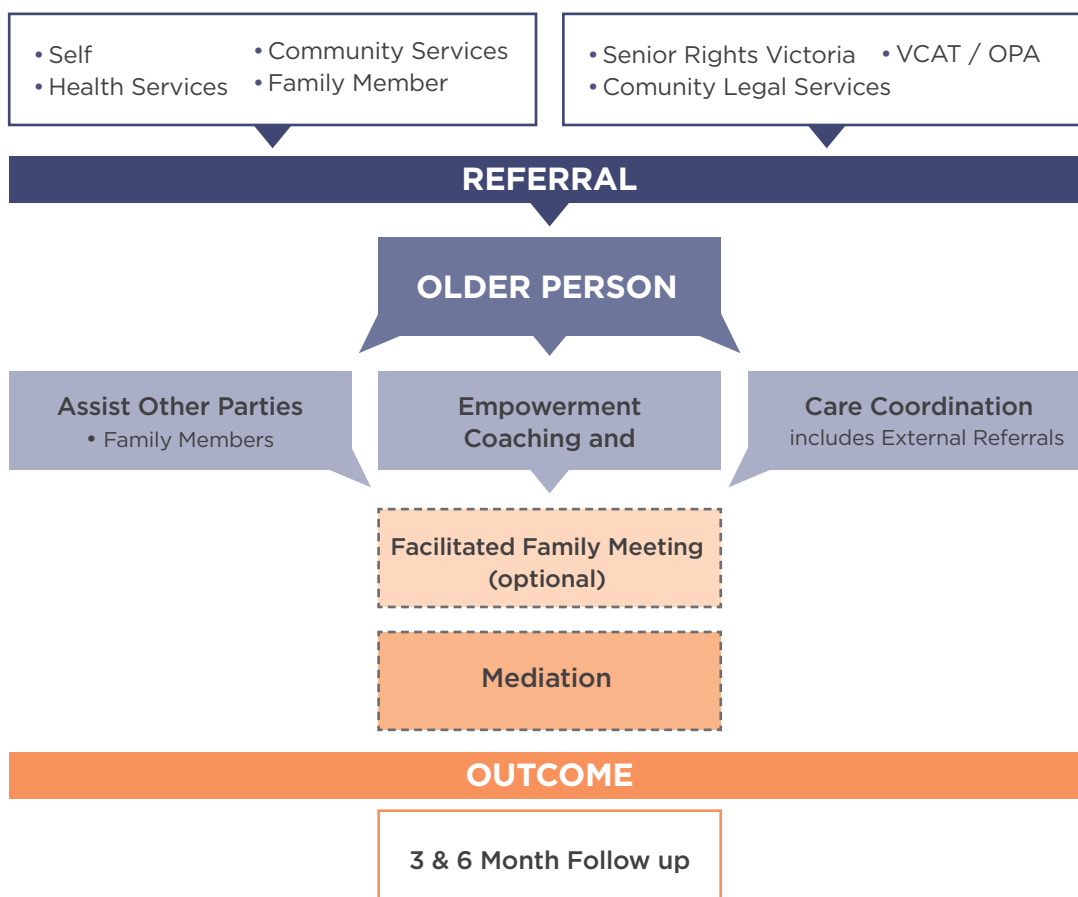 • Self
• Health Services
• Community Services
• Family Member
• Senior Rights Victoria • VCAT / OPA
• Comunity Legal Services
REFERRAL
OLDER PERSON
Assist Other Parties
• Family Members
Empowerment
Coaching and
Care Coordination
includes External Referrals
Facilitated Family Meeting
(optional)
Mediation
OUTCOME
3 & 6 Month Follow up